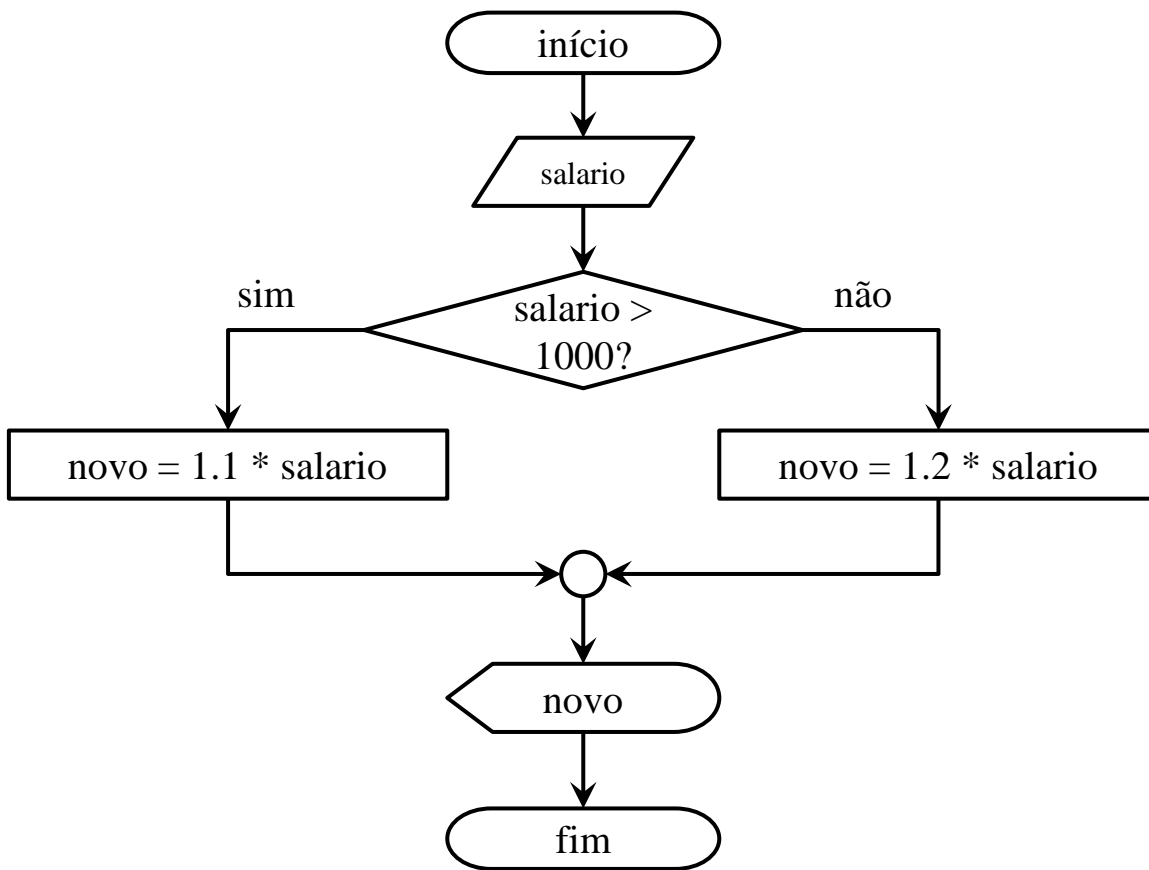 início
salario
sim
salario >
1000?
não
novo = 1.1 * salario
novo = 1.2 * salario
novo
fim